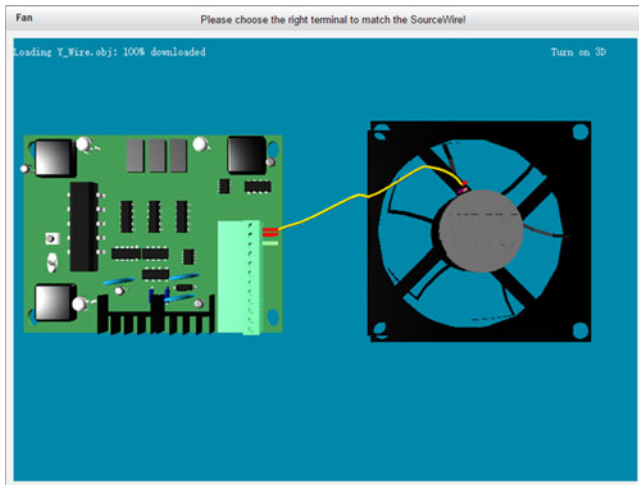 Fan
Please choose the right terminal to match the SourceWire!
Loading Y_Wire.obj: 100% downloaded
Turn on 3D